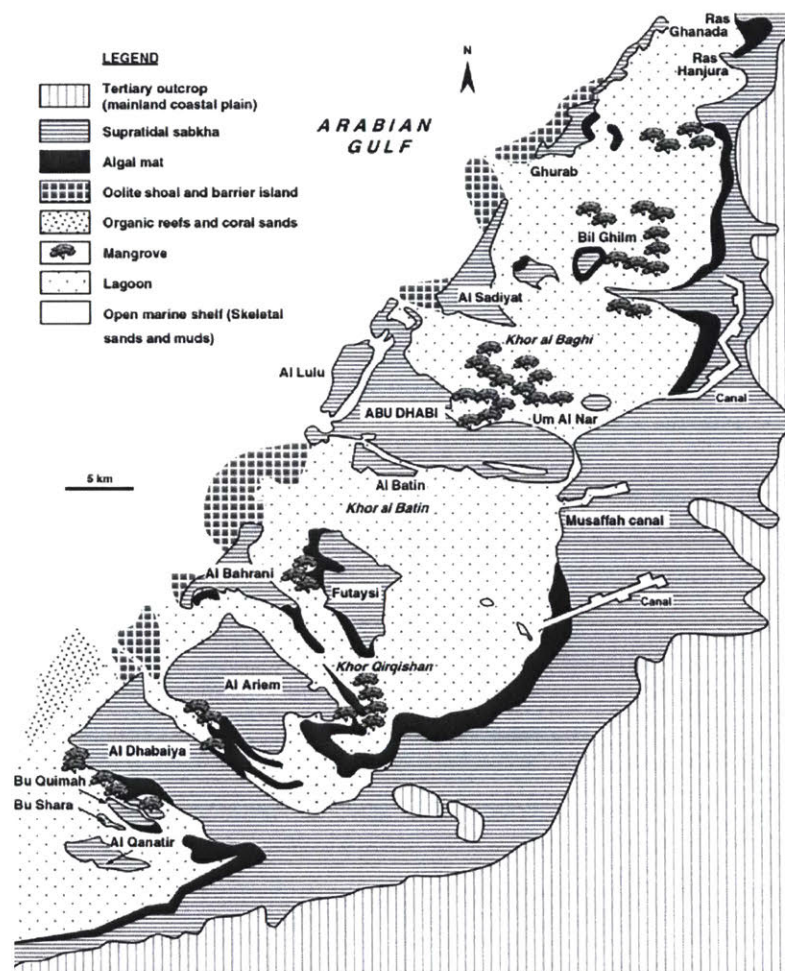 LEGEND
Tertiary outcrop
(mainland coastal plain)
Supratidal sabkha
Algal mat
Oolite shoal and barrier island
Organic reefs and coral sands
Mangrove
Lagoon
Open marine shelf (Skeletal
sands and muds)
N
ARABIAN
GULF
Ras
Ghanada
Ras
Hanjura
Ghurab
Bil Ghilm
Al Sadiyat
Khor al Baghi
Al Lulu
ABU DHABI
Um Al Nar
Canal
5 km
Al Batin
Khor al Batin
Musaffah canal
Al Bahrani
Futaysi
Canal
Khor Qirqishan
Al Ariem
Al Dhabaiya
Bu Quimah
Bu Shara
Al Qanatir